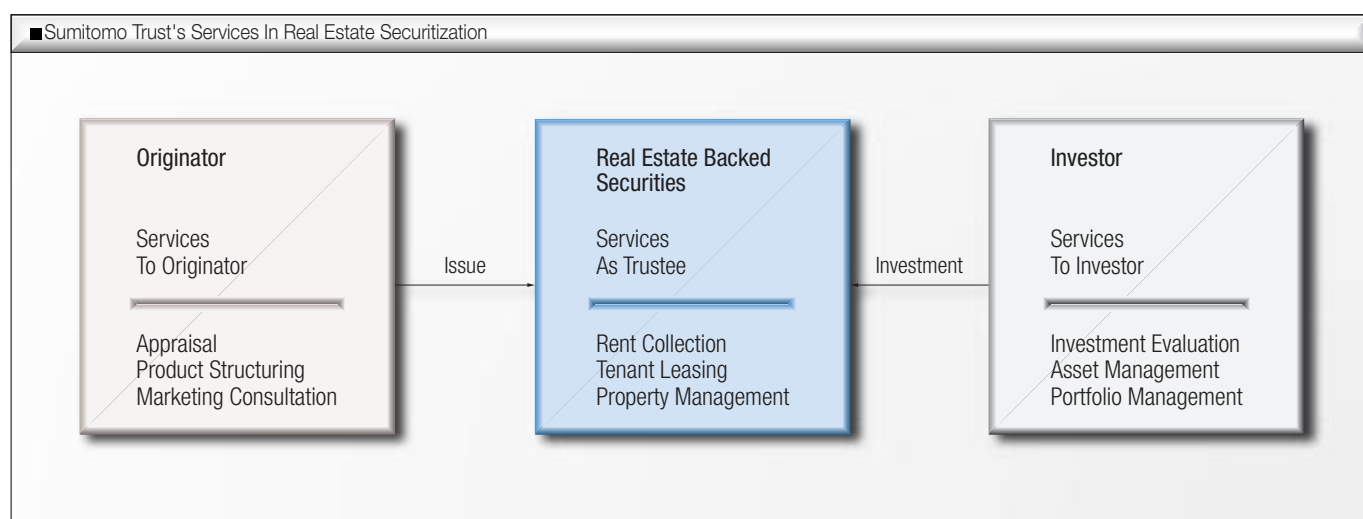 ■Sumitomo Trust's Services In Real Estate Securitization
Originator
Services
To Originator
Appraisal
Product Structuring
Marketing Consultation
Issue
Real Estate Backed
Securities
Services
As Trustee
Rent Collection
Tenant Leasing
Property Management
Investment
Investor
Services
To Investor
Investment Evaluation
Asset Management
Portfolio Management